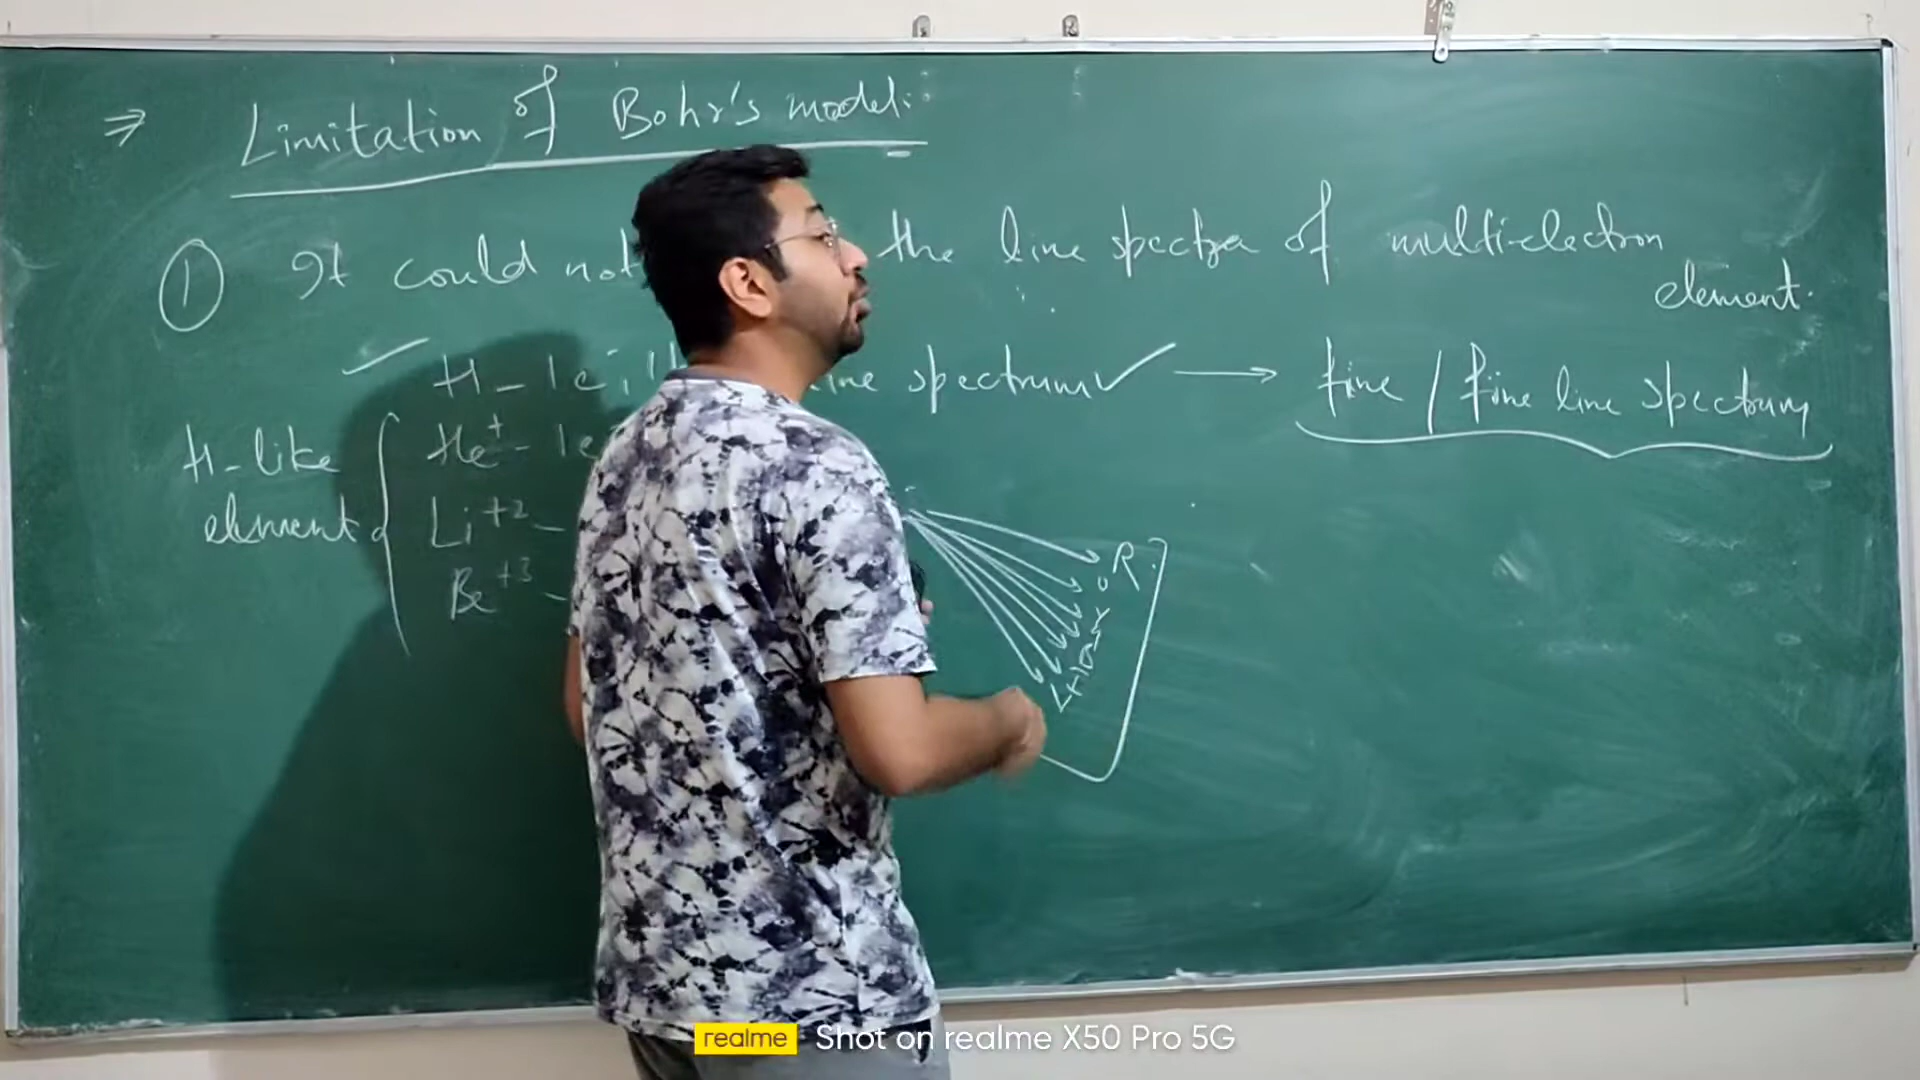 ⇒ Limitation of Bohr's model:
① It could not the line spectra of multi-electron
element.
✓ H - 1e, line spectrum ✓ → fine / fine line spectrum
H-like
element
He⁺ - 1e
Li⁺² -
Be⁺³ -
R
realme Shot on realme X50 Pro 5G